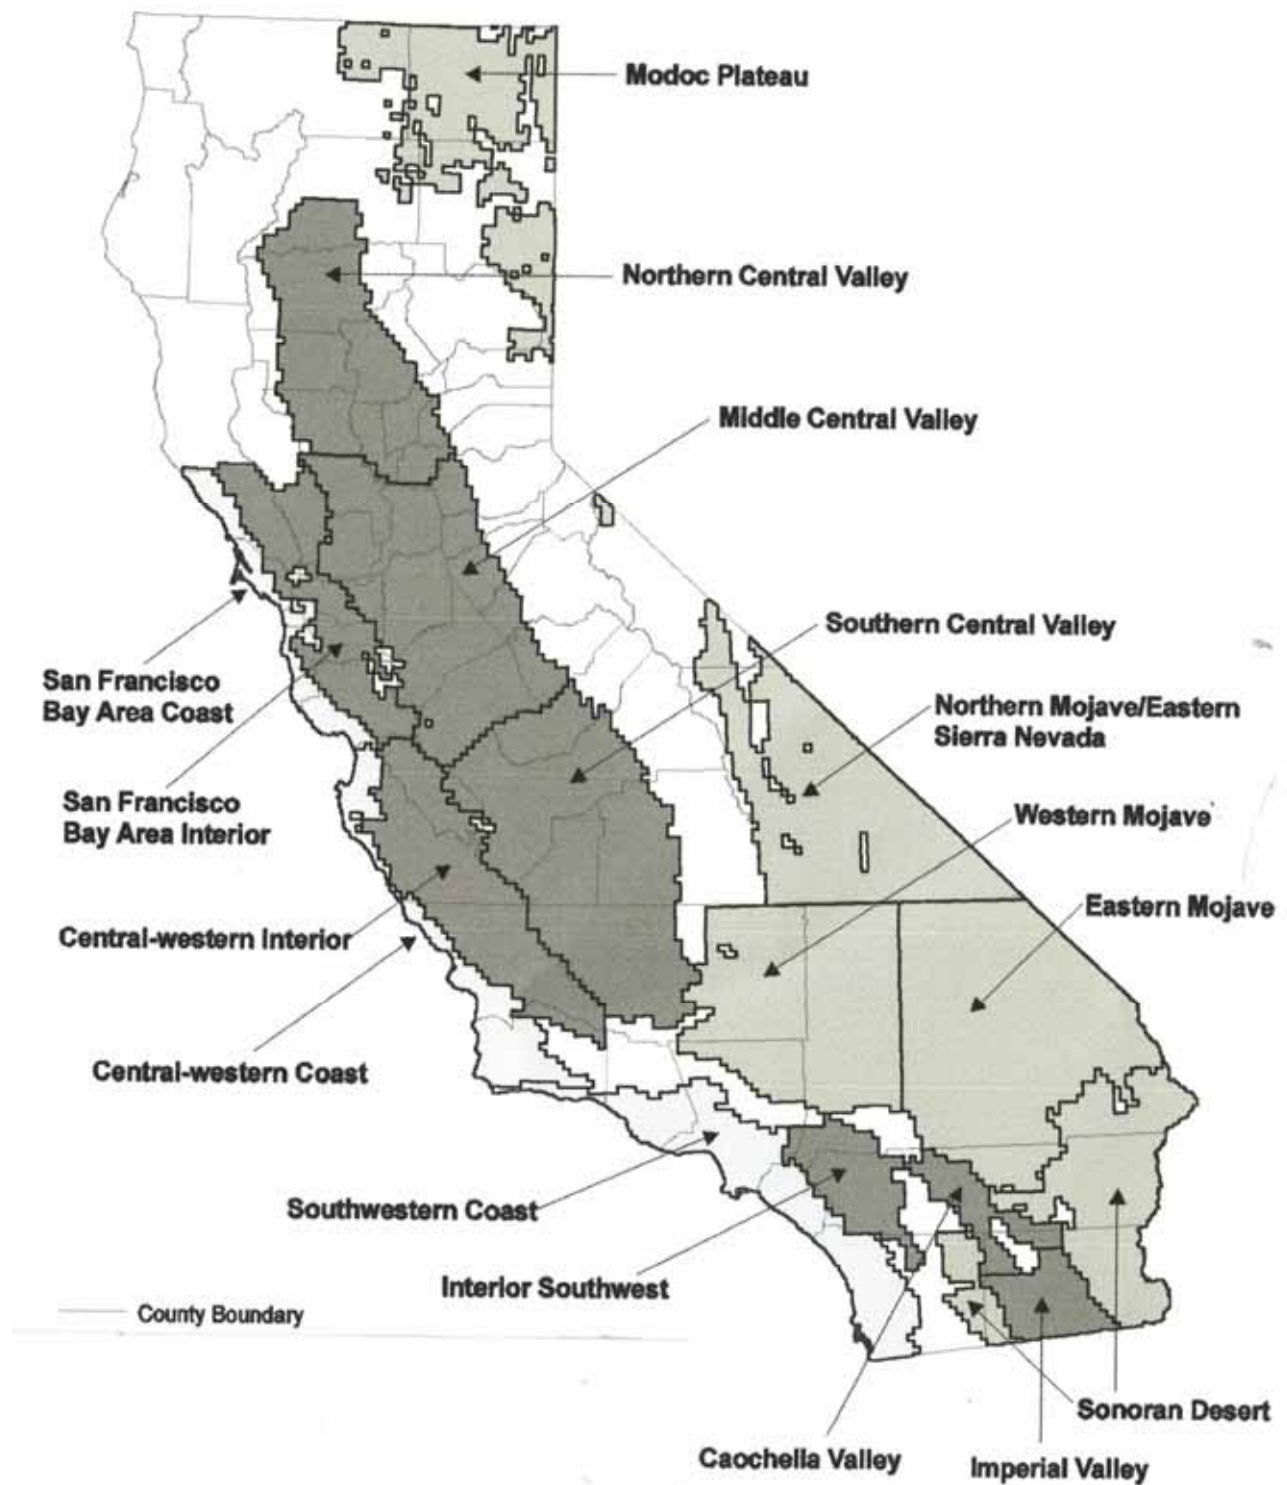 Modoc Plateau
Northern Central Valley
Middle Central Valley
Southern Central Valley
San Francisco
Bay Area Coast
Northern Mojave/Eastern
Sierra Nevada
San Francisco
Bay Area Interior
Western Mojave
Eastern Mojave
Central-western Interior
Central-western Coast
Southwestern Coast
Interior Southwest
County Boundary
Sonoran Desert
Caochella Valley
Imperial Valley